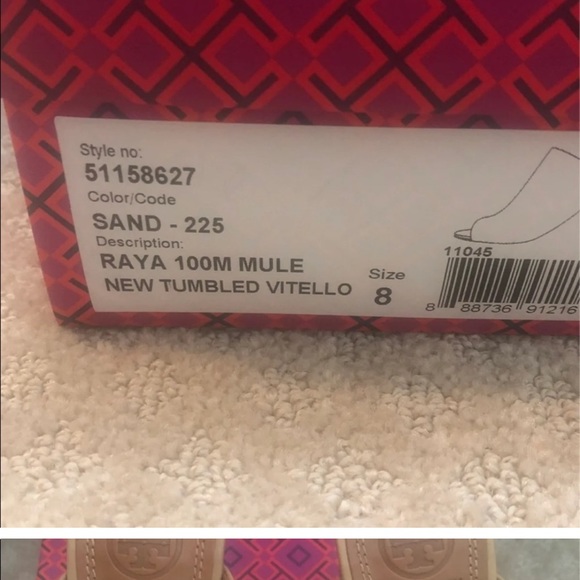 Style no:
51158627
Color/Code
SAND - 225
Description:
RAYA 100M MULE
NEW TUMBLED VITELLO
Size
8
11045
8 88736 91216